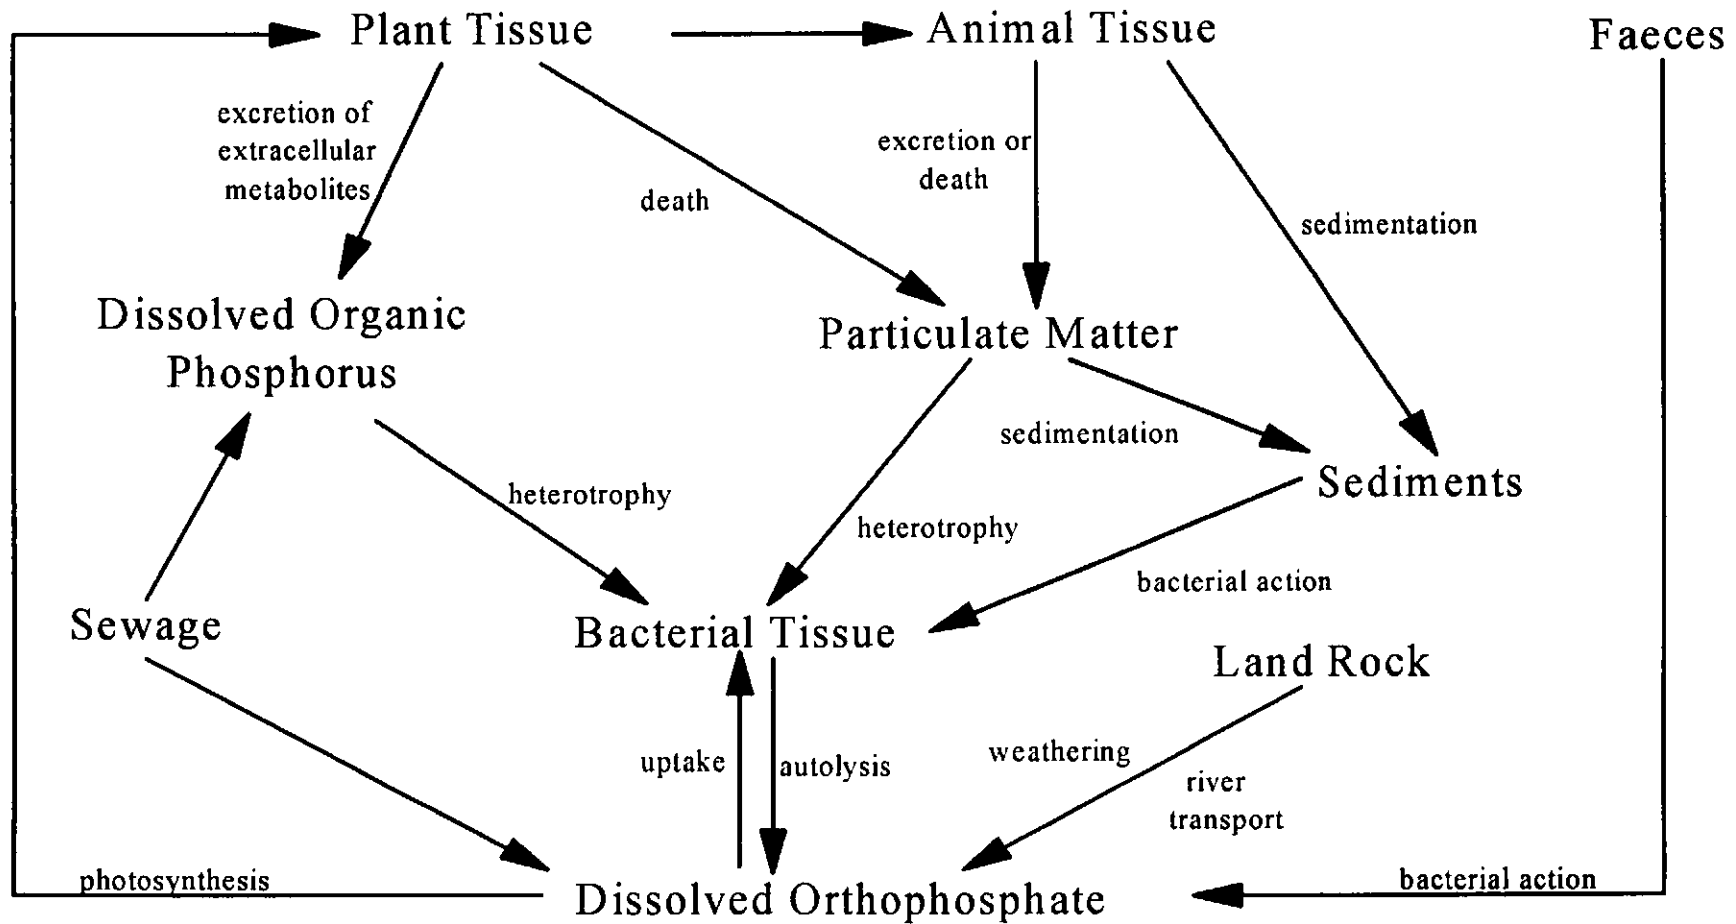 Plant Tissue
Animal Tissue
Faeces
excretion of
extracellular
metabolites
death
excretion or
death
sedimentation
Dissolved Organic
Phosphorus
Particulate Matter
sedimentation
Sediments
heterotrophy
heterotrophy
bacterial action
Sewage
Bacterial Tissue
Land Rock
uptake
autolysis
weathering
river
transport
photosynthesis
Dissolved Orthophosphate
bacterial action